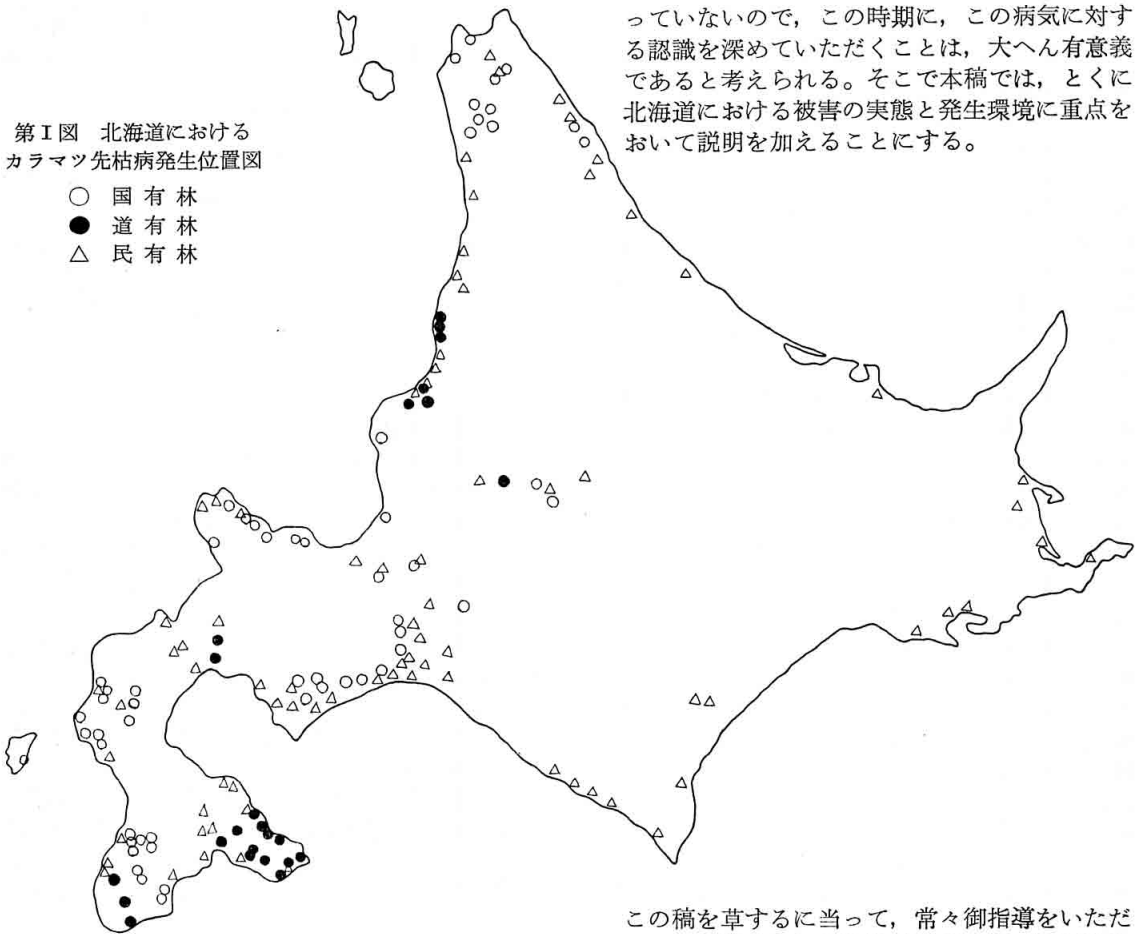 っていないので，この時期に，この病気に対す
る認識を深めていただくことは，大へん有意義
であると考えられる。そこで本稿では，とくに
北海道における被害の実態と発生環境に重点を
おいて説明を加えることにする。
第Ⅰ図　北海道における
カラマツ先枯病発生位置図
○　国 有 林
●　道 有 林
△　民 有 林
この稿を草するに当って，常々御指導をいただ